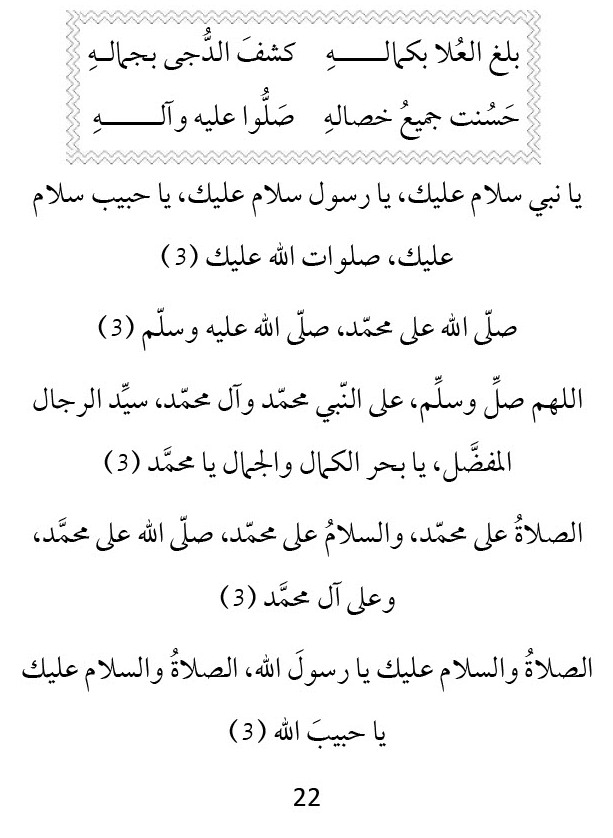 بلغ العُلا بكمالـــــهِ كشفَ الدُّجى بجمالـهِ
حَسُنت جميعُ خصالهِ صَلُّوا عليه وآلـــــــهِ
يا نبي سلام عليك، يا رسول سلام عليك، يا حبيب سلام
عليك، صلوات الله عليك (3)
صلّى الله على محمّد، صلّى الله عليه وسلّم (3)
اللهم صلِّ وسلِّم، على النّبي محمّد وآل محمّد، سيِّد الرجال
المفضَّل، يا بحر الكمال والجمال يا محمَّد (3)
الصلاةُ على محمّد، والسلامُ على محمّد، صلّى الله على محمَّد،
وعلى آل محمَّد (3)
الصلاةُ والسلام عليك يا رسولَ الله، الصلاةُ والسلام عليك
يا حبيبَ الله (3)
22